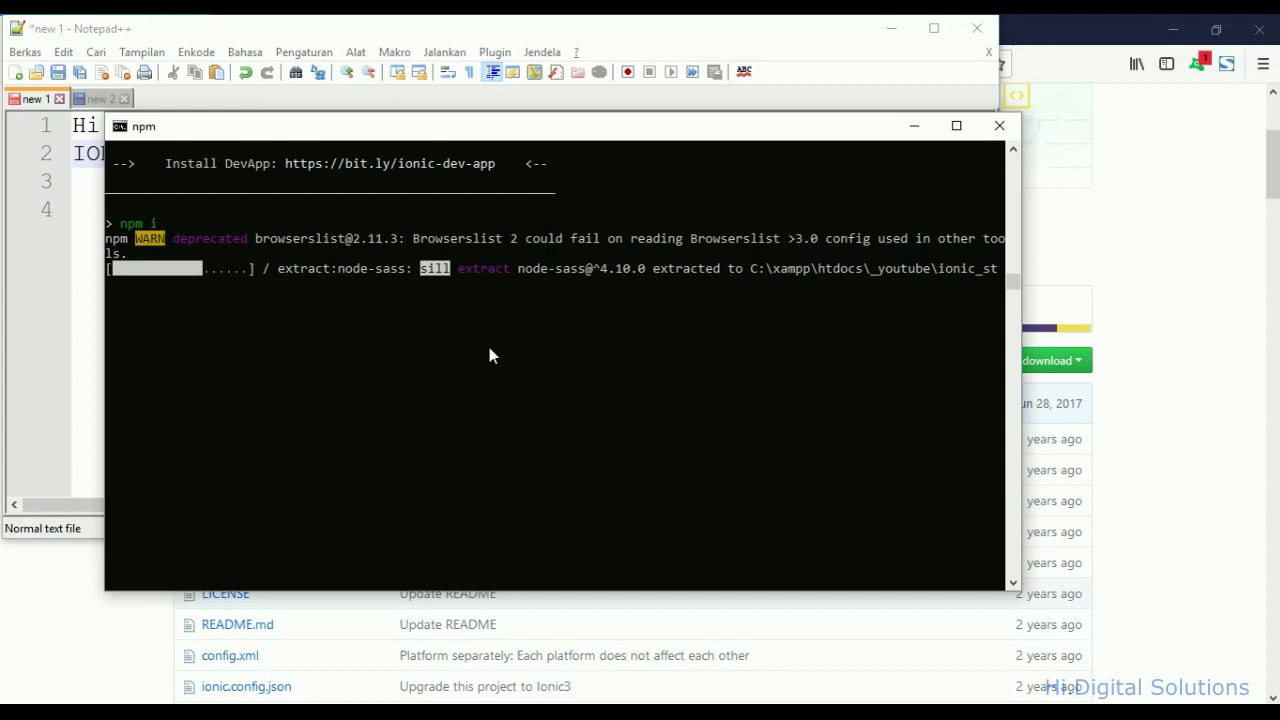 *new 1 - Notepad++
Berkas Edit Cari Tampilan Enkode Bahasa Pengaturan Alat Makro Jalankan Plugin Jendela ? X
new 1 new 2
1 Hi
2 ION
3
4
Normal text file
npm
--> Install DevApp: https://bit.ly/ionic-dev-app <--
> npm i
npm WARN deprecated browserslist@2.11.3: Browserslist 2 could fail on reading Browserslist >3.0 config used in other too
ls.
[ ......] / extract:node-sass: sill extract node-sass@^4.10.0 extracted to C:\xampp\htdocs\_youtube\ionic_st
1
download
un 28, 2017
years ago
years ago
years ago
years ago
years ago
LICENSE Update README 2 years ago
README.md Update README 2 years ago
config.xml Platform separately: Each platform does not affect each other 2 years ago
ionic.config.json Upgrade this project to Ionic3 2 years ago
Hi,Digital Solutions